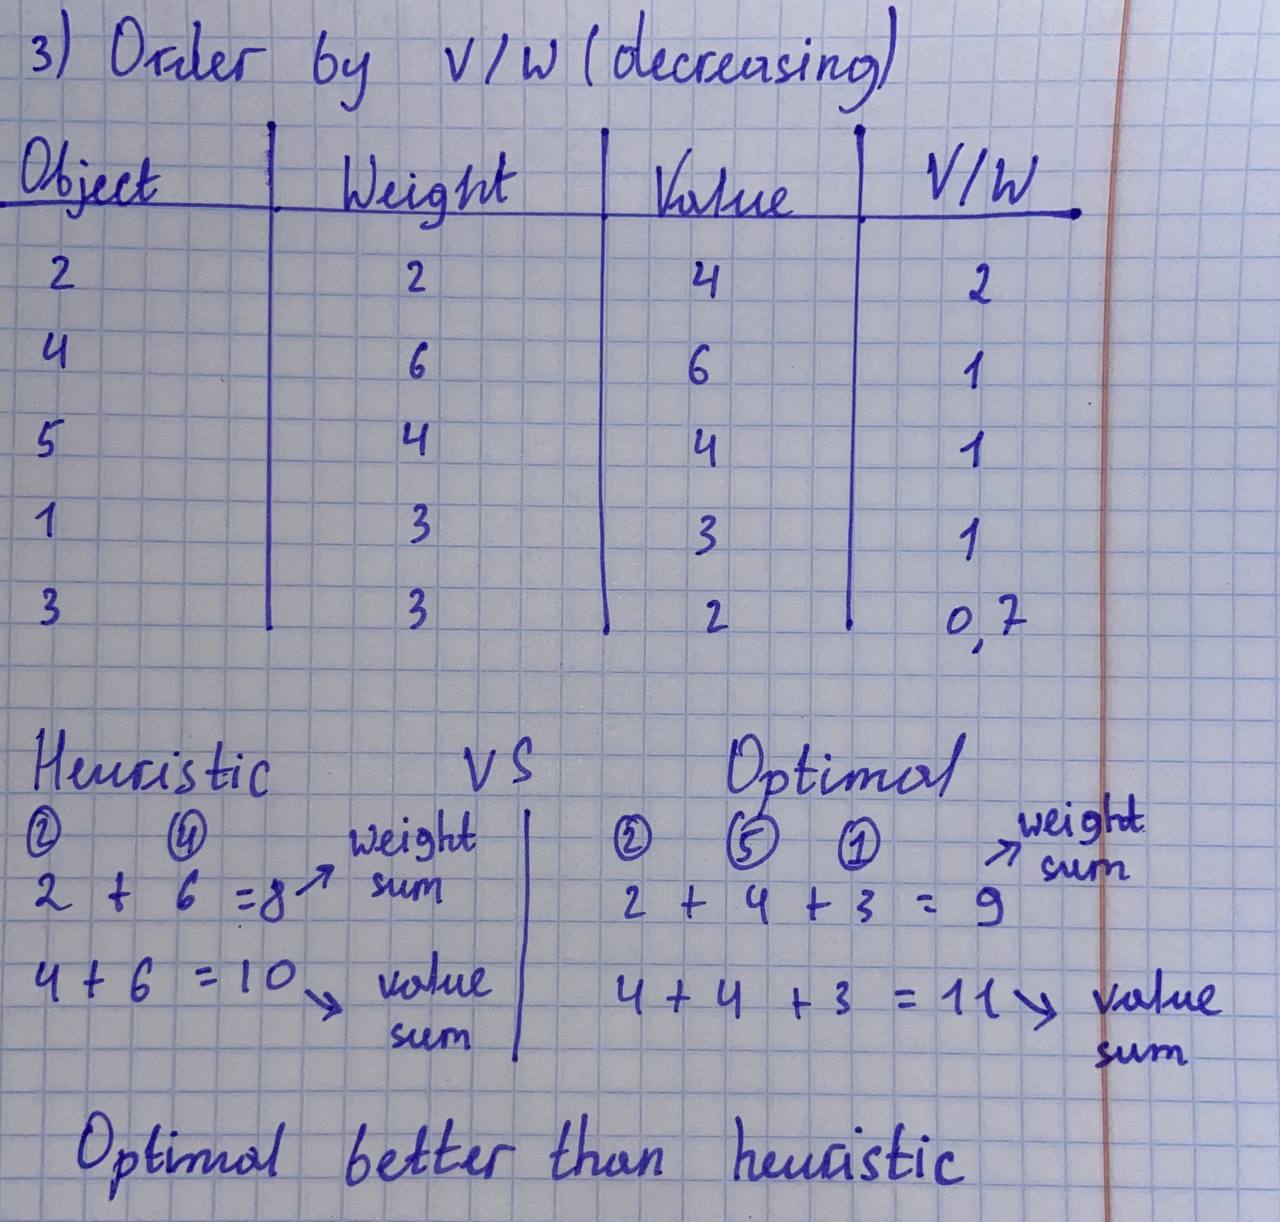 3) Order by V/W (decreasing)
Object Weight Value V/W
2 2 4 2
4 6 6 1
5 4 4 1
1 3 3 1
3 3 2 0,7
Heuristic VS Optimal
2 4 weight sum 2 5 1 weight sum
2 + 6 = 8 → 2 + 4 + 3 = 9 →
4 + 6 = 10 → value sum 4 + 4 + 3 = 11 → value sum
Optimal better than heuristic